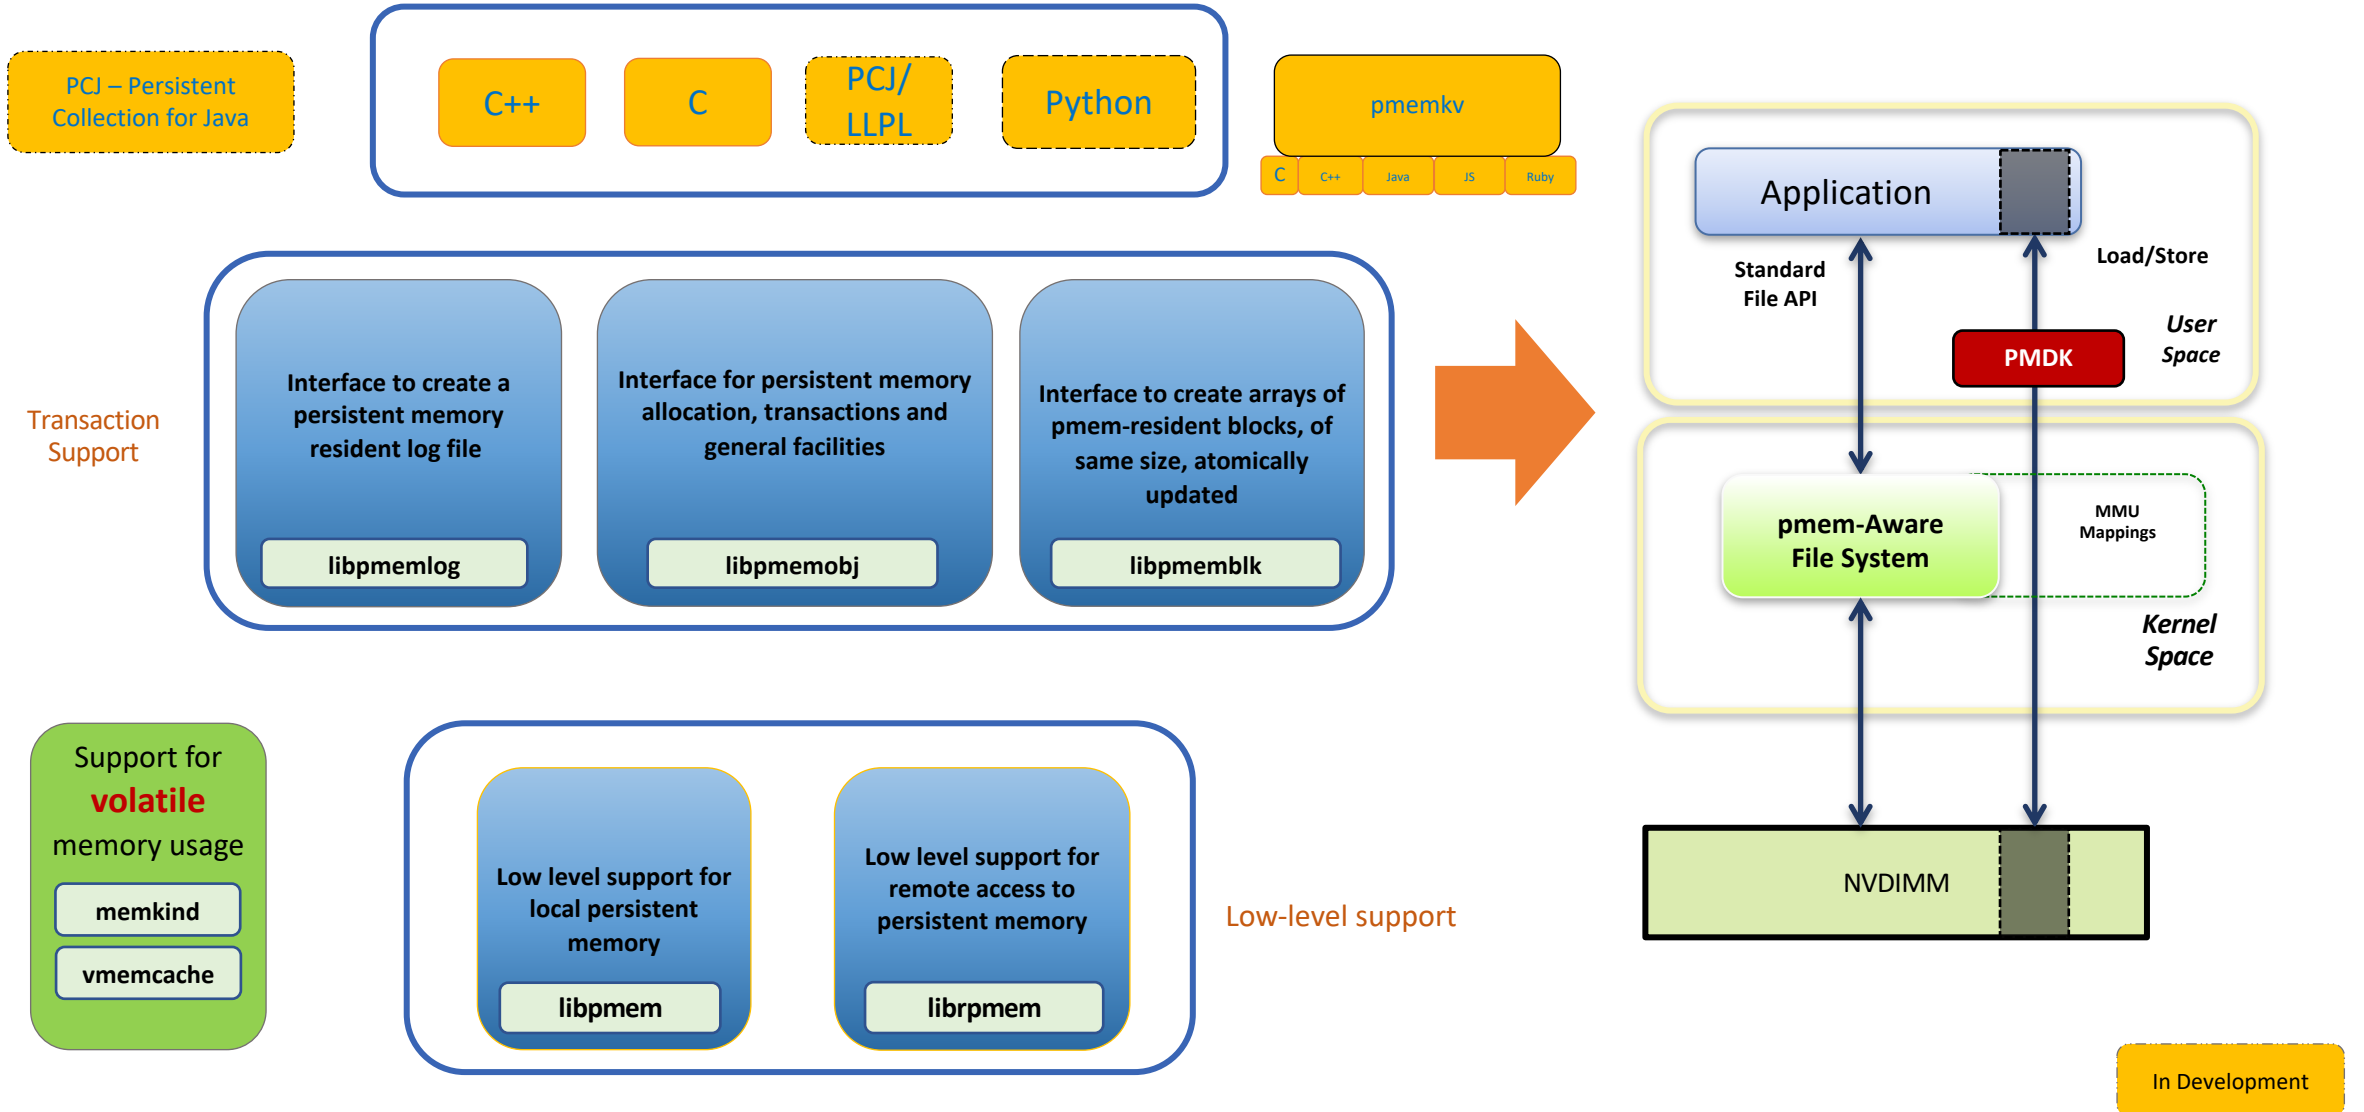 PCJ – Persistent
Collection for Java
C++
C
PCJ/
LLPL
Python
pmemkv
C
C++
Java
JS
Ruby
Transaction
Support
Interface to create a
persistent memory
resident log file
libpmemlog
Interface for persistent memory
allocation, transactions and
general facilities
libpmemobj
Interface to create arrays of
pmem-resident blocks, of
same size, atomically
updated
libpmemblk
Support for
volatile
memory usage
memkind
vmemcache
Low level support for
local persistent
memory
libpmem
Low level support for
remote access to
persistent memory
librpmem
Low-level support
Application
Standard
File API
Load/Store
User
Space
PMDK
pmem-Aware
File System
MMU
Mappings
Kernel
Space
NVDIMM
In Development